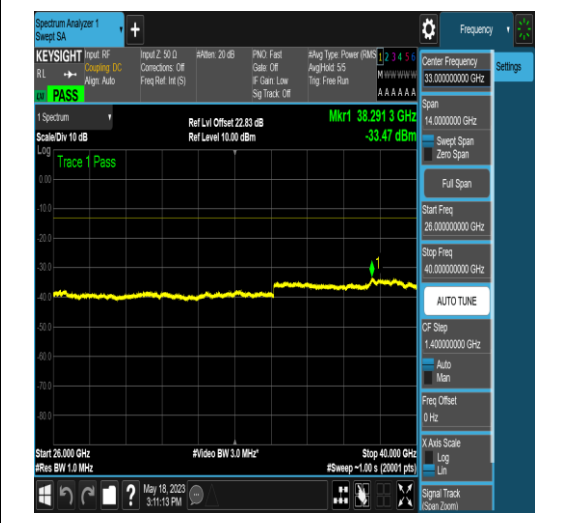 Spectrum Analyzer 1
Swept SA
Frequency
KEYSIGHT
RL
PASS
Input: RF
Coupling: DC
Align: Auto
Input Z: 50 Ω
Corrections: Off
Freq Ref: Int (S)
#Atten: 20 dB
PNO: Fast
Gate: Off
IF Gain: Low
Sig Track: Off
#Avg Type: Power (RMS
Avg|Hold: 5/5
Trig: Free Run
1 2 3 4 5 6
M W W W W W
A A A A A A
1 Spectrum
Scale/Div 10 dB
Ref Lvl Offset 22.83 dB
Ref Level 10.00 dBm
Mkr1 38.291 3 GHz
-33.47 dBm
Log
Trace 1 Pass
1
0.00
-10.0
-20.0
-30.0
-40.0
-50.0
-60.0
-70.0
-80.0
Start 26.000 GHz
#Res BW 1.0 MHz
#Video BW 3.0 MHz*
Stop 40.000 GHz
#Sweep ~1.00 s (20001 pts)
May 18, 2023
3:11:13 PM
?
Settings
Center Frequency
33.000000000 GHz
Span
14.0000000 GHz
Swept Span
Zero Span
Full Span
Start Freq
26.000000000 GHz
Stop Freq
40.000000000 GHz
AUTO TUNE
CF Step
1.400000000 GHz
Auto
Man
Freq Offset
0 Hz
X Axis Scale
Log
Lin
Signal Track
(Span Zoom)